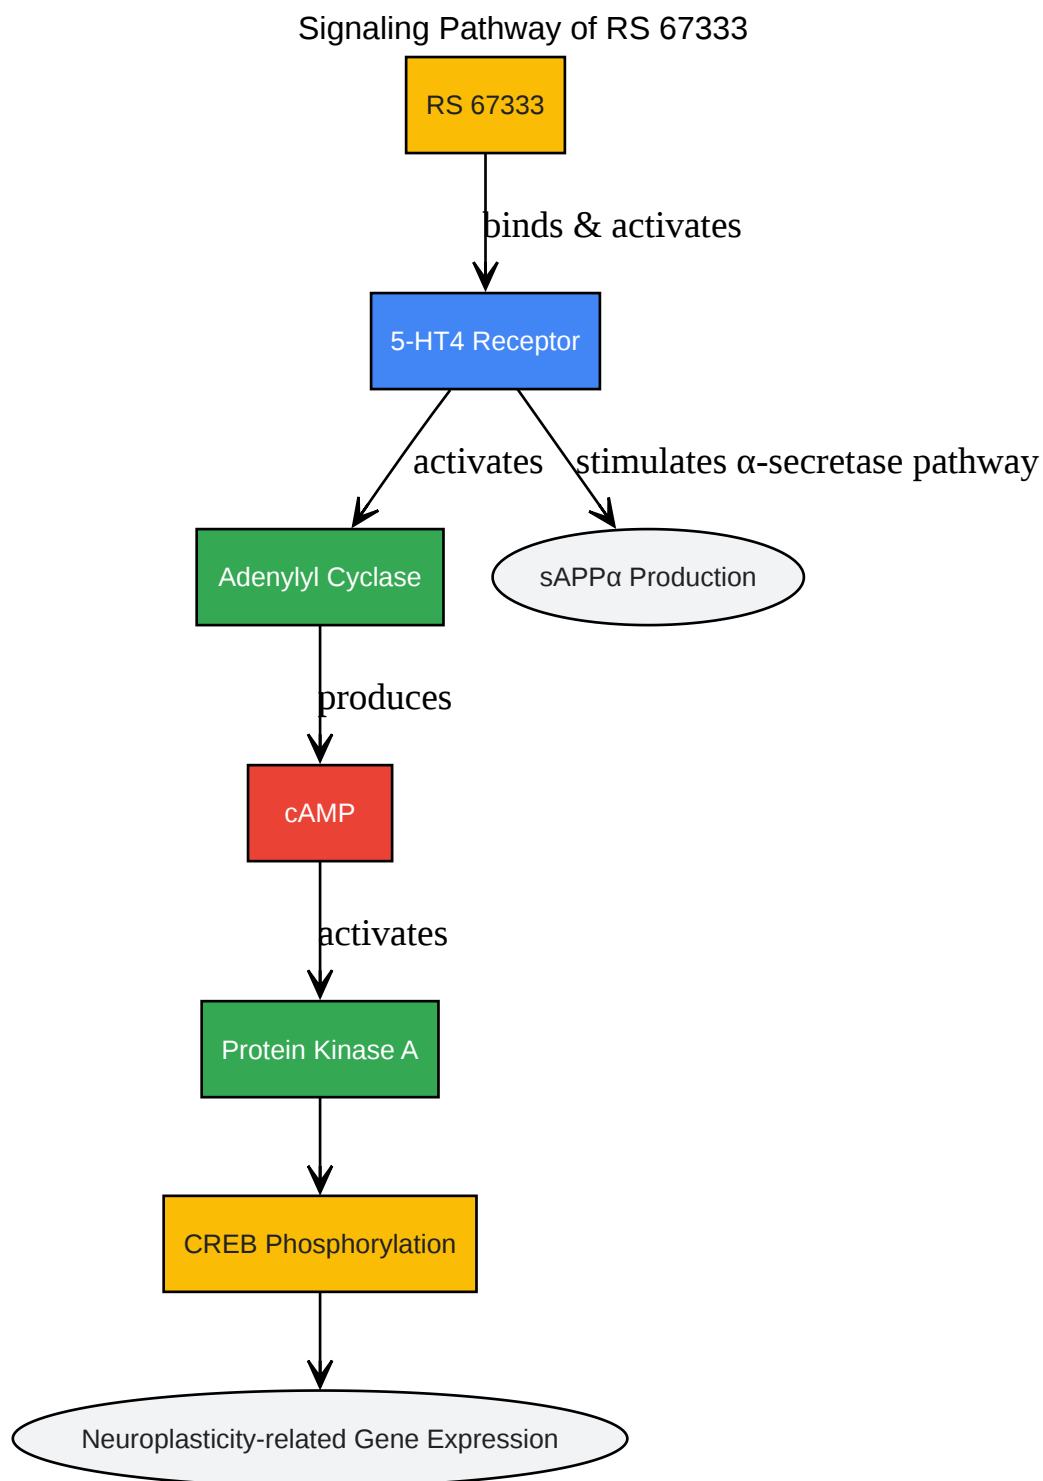 Signaling Pathway of RS 67333
RS 67333
binds & activates
5-HT4 Receptor
activates
stimulates α-secretase pathway
Adenylyl Cyclase
sAPPα Production
produces
cAMP
activates
Protein Kinase A
CREB Phosphorylation
Neuroplasticity-related Gene Expression